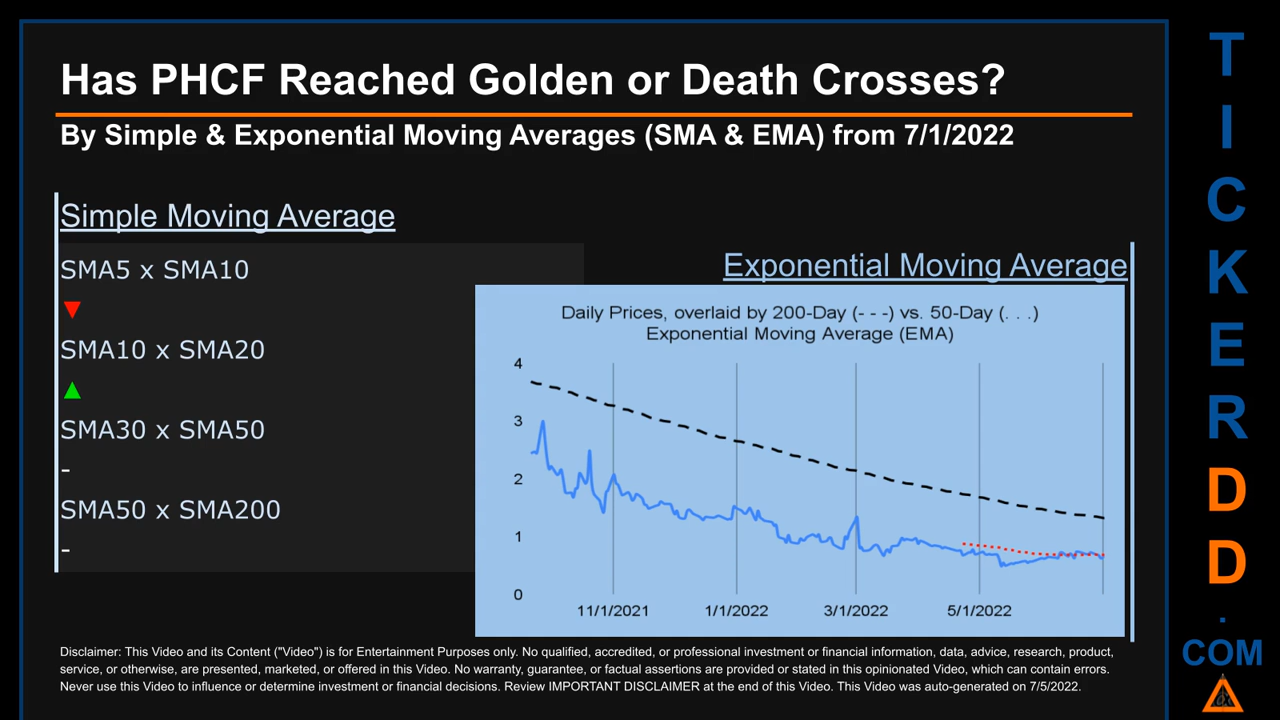 Has PHCF Reached Golden or Death Crosses?
By Simple & Exponential Moving Averages (SMA & EMA) from 7/1/2022
Simple Moving Average
SMA5 x SMA10
▼
SMA10 x SMA20
▲
SMA30 x SMA50
-
SMA50 x SMA200
-
Exponential Moving Average
Daily Prices, overlaid by 200-Day (- - -) vs. 50-Day (. . .)
Exponential Moving Average (EMA)
4
3
2
1
0
11/1/2021 1/1/2022 3/1/2022 5/1/2022
Disclaimer: This Video and its Content ("Video") is for Entertainment Purposes only. No qualified, accredited, or professional investment or financial information, data, advice, research, product,
service, or otherwise, are presented, marketed, or offered in this Video. No warranty, guarantee, or factual assertions are provided or stated in this opinionated Video, which can contain errors.
Never use this Video to influence or determine investment or financial decisions. Review IMPORTANT DISCLAIMER at the end of this Video. This Video was auto-generated on 7/5/2022.
T
I
C
K
E
R
D
D
.
COM